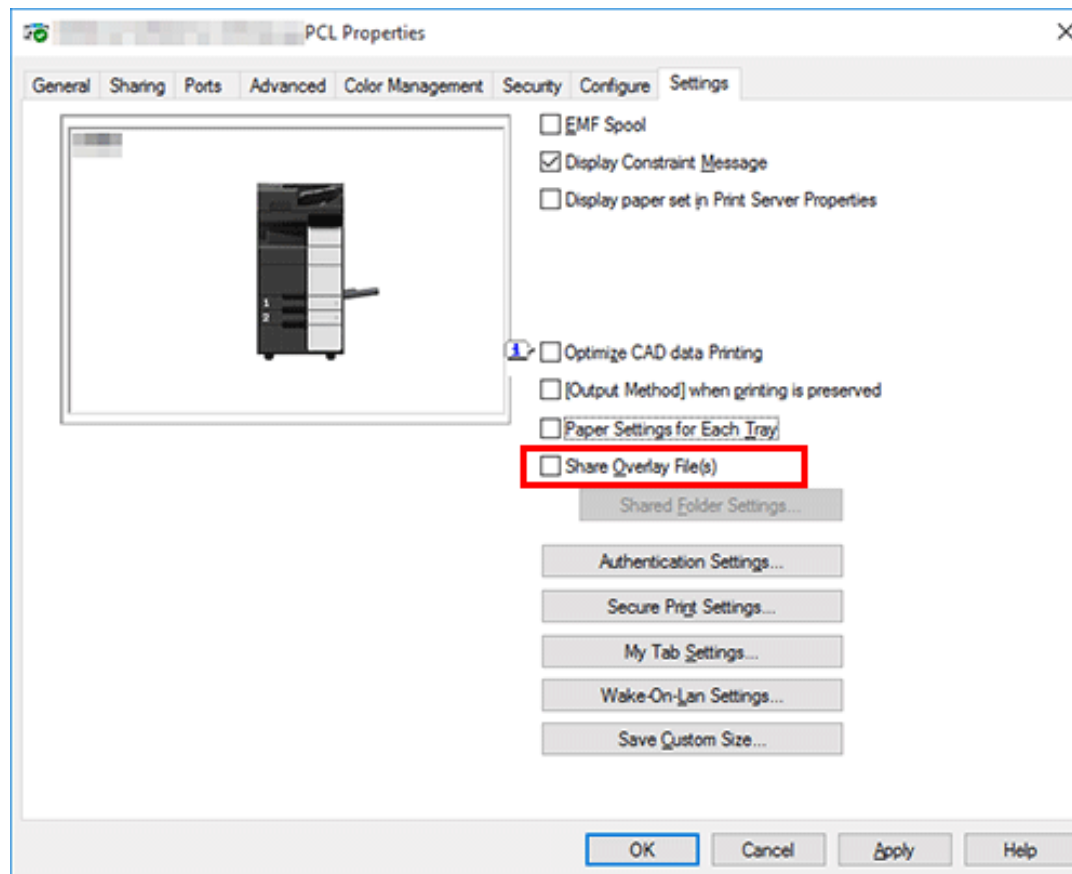 PCL Properties
General Sharing Ports Advanced Color Management Security Configure Settings
EMF Spool
Display Constraint Message
Display paper set in Print Server Properties
1
2
Optimize CAD data Printing
[Output Method] when printing is preserved
Paper Settings for Each Tray
Share Overlay File(s)
Shared Folder Settings...
Authentication Settings...
Secure Print Settings...
My Tab Settings...
Wake-On-Lan Settings...
Save Custom Size...
OK Cancel Apply Help